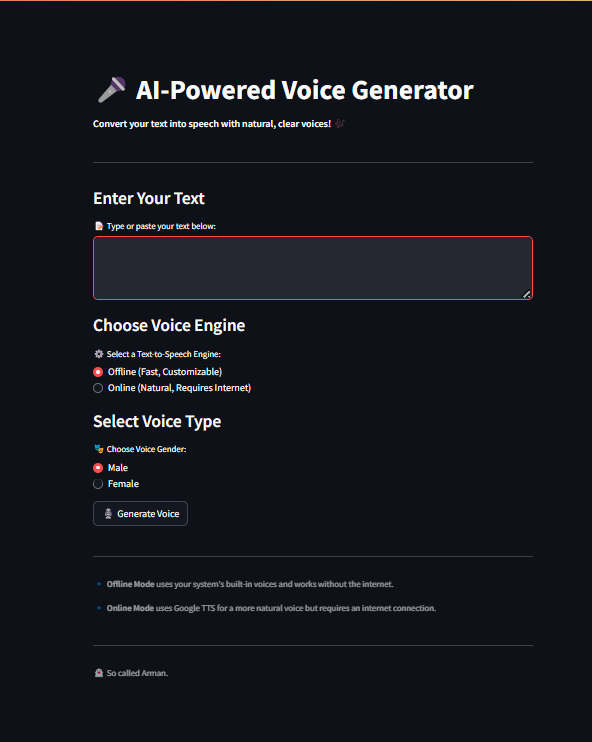 🎤 AI-Powered Voice Generator
Convert your text into speech with natural, clear voices! 🎶
Enter Your Text
📝 Type or paste your text below:
Choose Voice Engine
⚙️ Select a Text-to-Speech Engine:
Offline (Fast, Customizable)
Online (Natural, Requires Internet)
Select Voice Type
🎭 Choose Voice Gender:
Male
Female
🎙️ Generate Voice
🔹 Offline Mode uses your system's built-in voices and works without the internet.
🔹 Online Mode uses Google TTS for a more natural voice but requires an internet connection.
So called Arman.